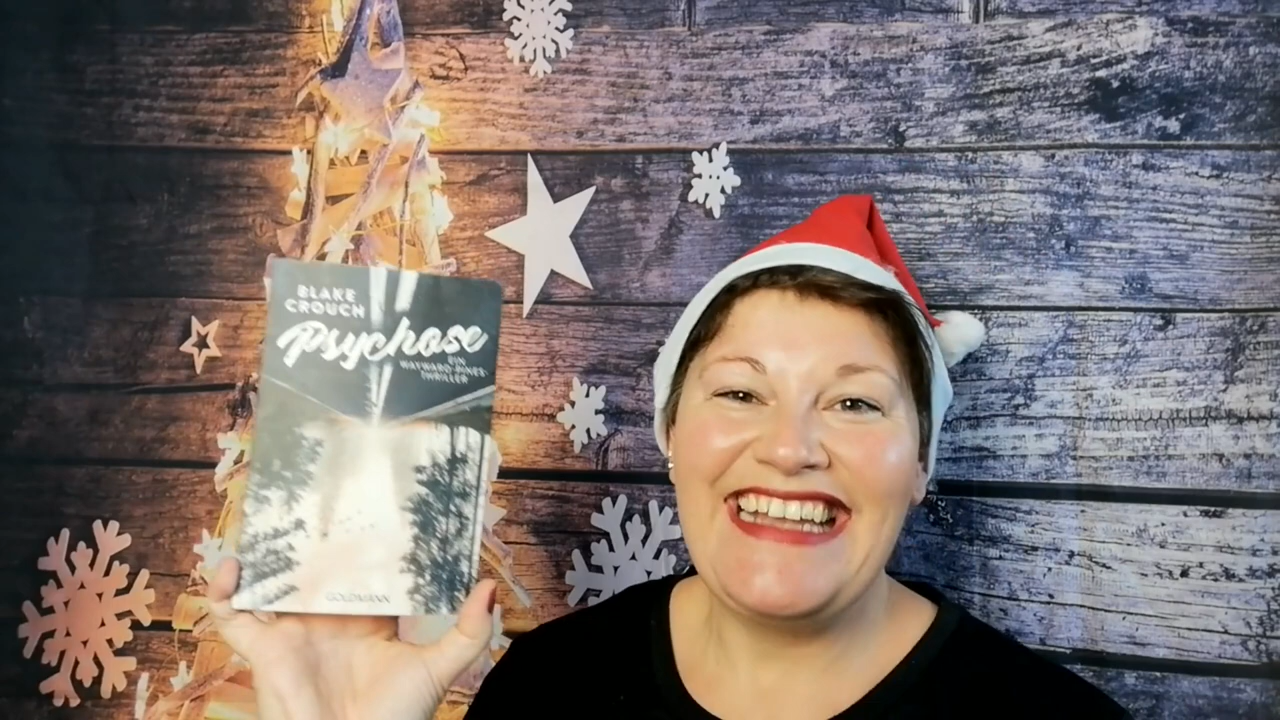 BLAKE
CROUCH
Psychose
EIN
WAYWARD-PINES-
THRILLER
GOLDMANN